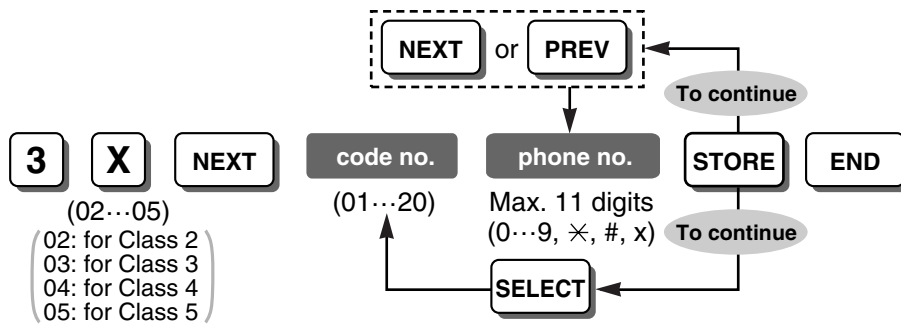 NEXT or PREV
To continue
3 X NEXT code no. phone no. STORE END
(02···05) (01···20) Max. 11 digits
(0···9, ✳, #, x) To continue
02: for Class 2
03: for Class 3
04: for Class 4
05: for Class 5
SELECT